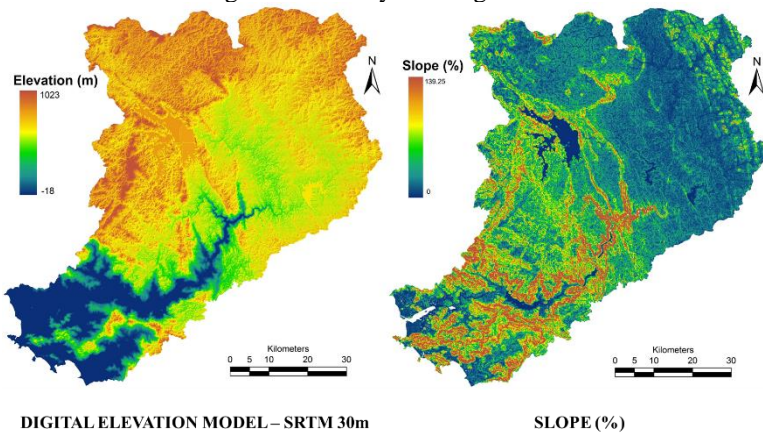 N
N
Elevation (m)
1023
-18
Slope (%)
139.25
0
Kilometers
0 5 10 20 30
Kilometers
0 5 10 20 30
DIGITAL ELEVATION MODEL – SRTM 30m
SLOPE (%)